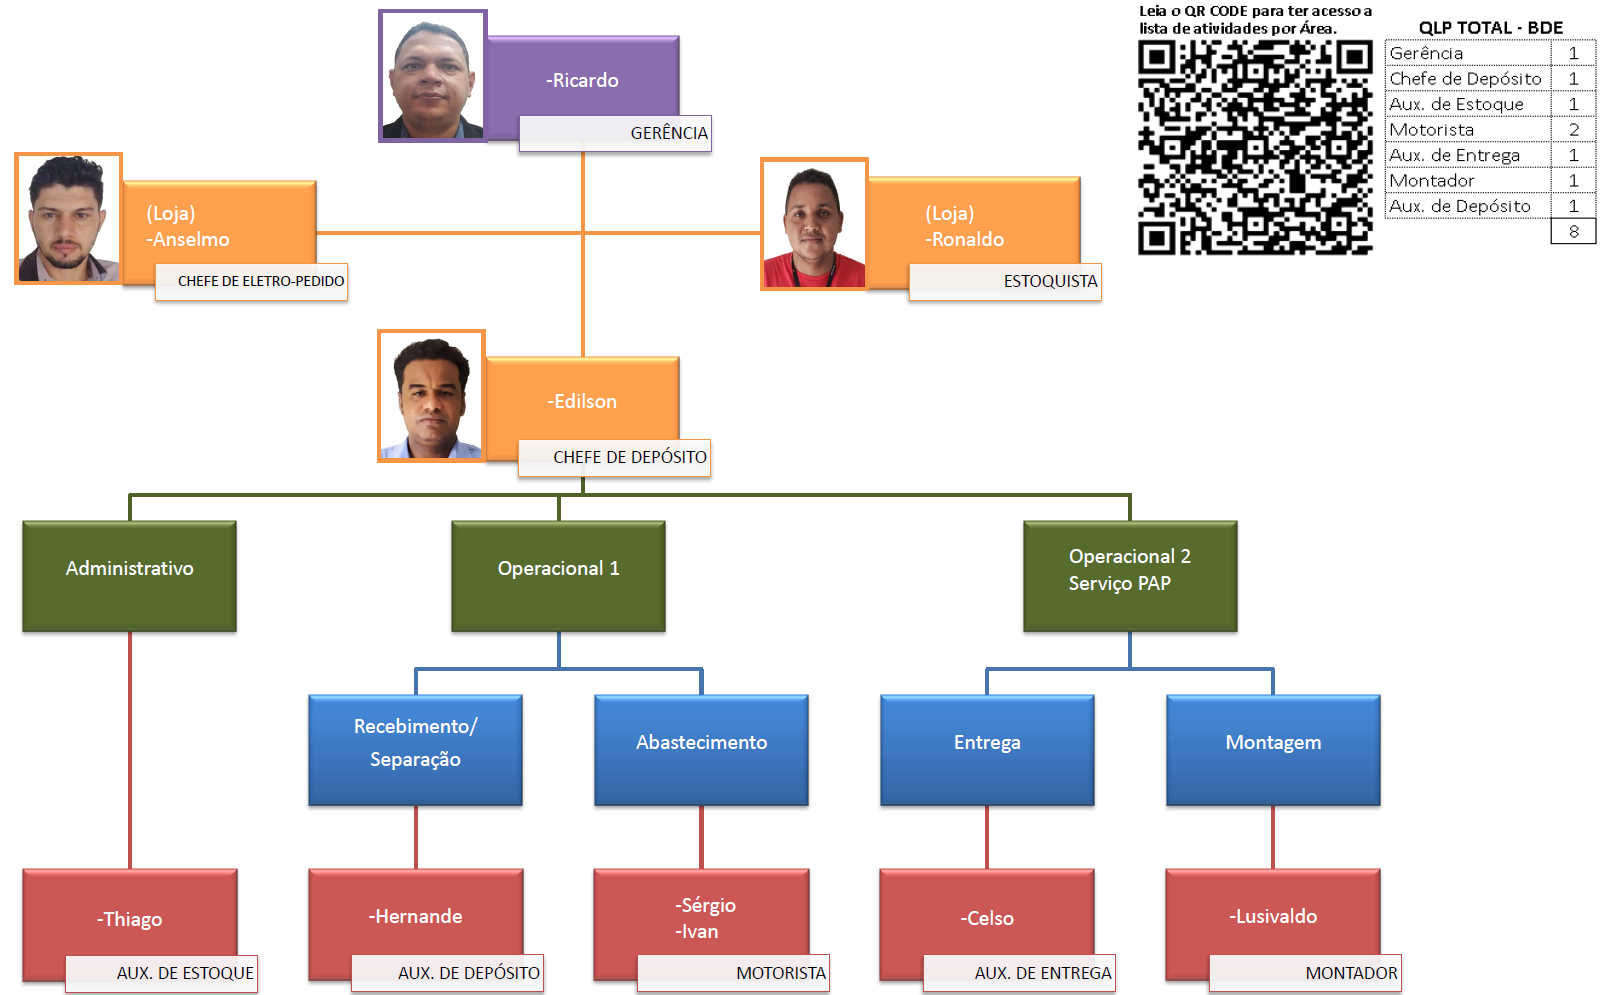 Leia o QR CODE para ter acesso a
lista de atividades por Área.
QLP TOTAL - BDE
Gerência 1
Chefe de Depósito 1
Aux. de Estoque 1
Motorista 2
Aux. de Entrega 1
Montador 1
Aux. de Depósito 1
8
-Ricardo
GERÊNCIA
(Loja)
-Anselmo
CHEFE DE ELETRO-PEDIDO
(Loja)
-Ronaldo
ESTOQUISTA
-Edilson
CHEFE DE DEPÓSITO
Administrativo
Operacional 1
Operacional 2
Serviço PAP
Recebimento/
Separação
Abastecimento
Entrega
Montagem
-Thiago
AUX. DE ESTOQUE
-Hernande
AUX. DE DEPÓSITO
-Sérgio
-Ivan
MOTORISTA
-Celso
AUX. DE ENTREGA
-Lusivaldo
MONTADOR